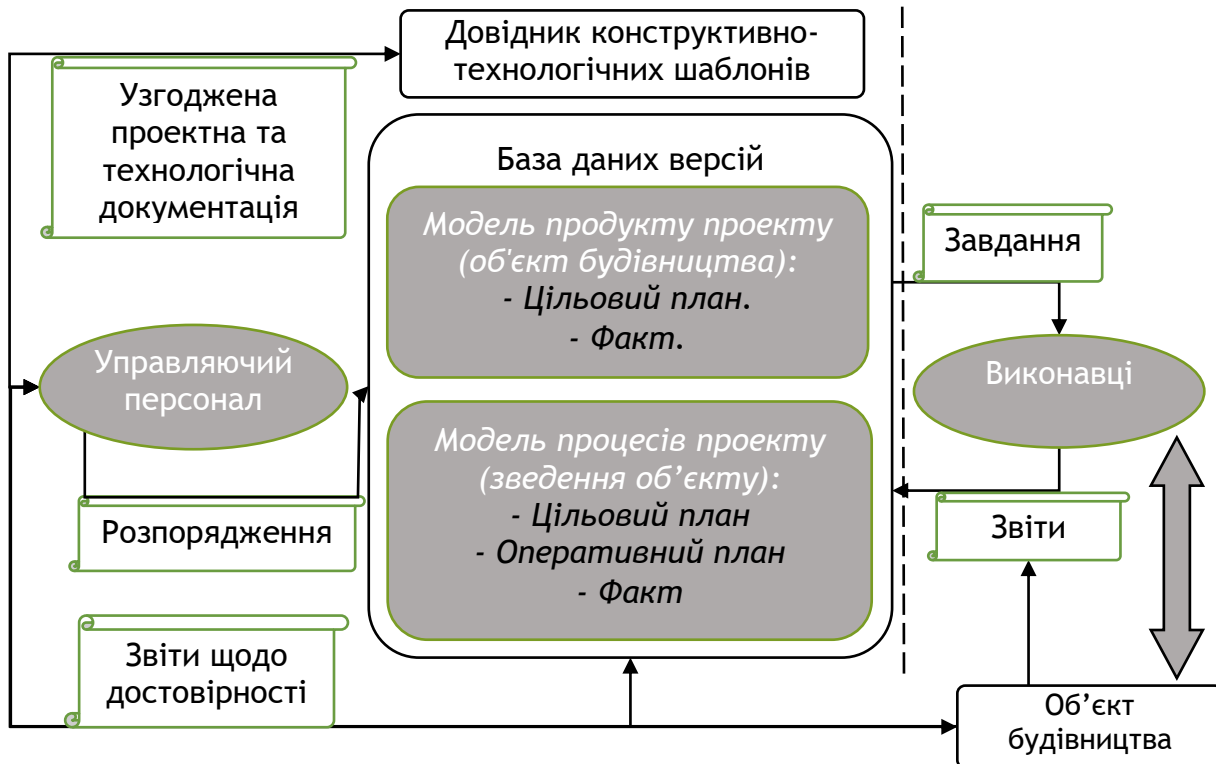 Довідник конструктивно-
технологічних шаблонів
Узгоджена
проектна та
технологічна
документація
База даних версій
Модель продукту проекту
(об'єкт будівництва):
- Цільовий план.
- Факт.
Завдання
Управляючий
персонал
Виконавці
Модель процесів проекту
(зведення об’єкту):
- Цільовий план
- Оперативний план
- Факт
Розпорядження
Звіти
Звіти щодо
достовірності
Об’єкт
будівництва